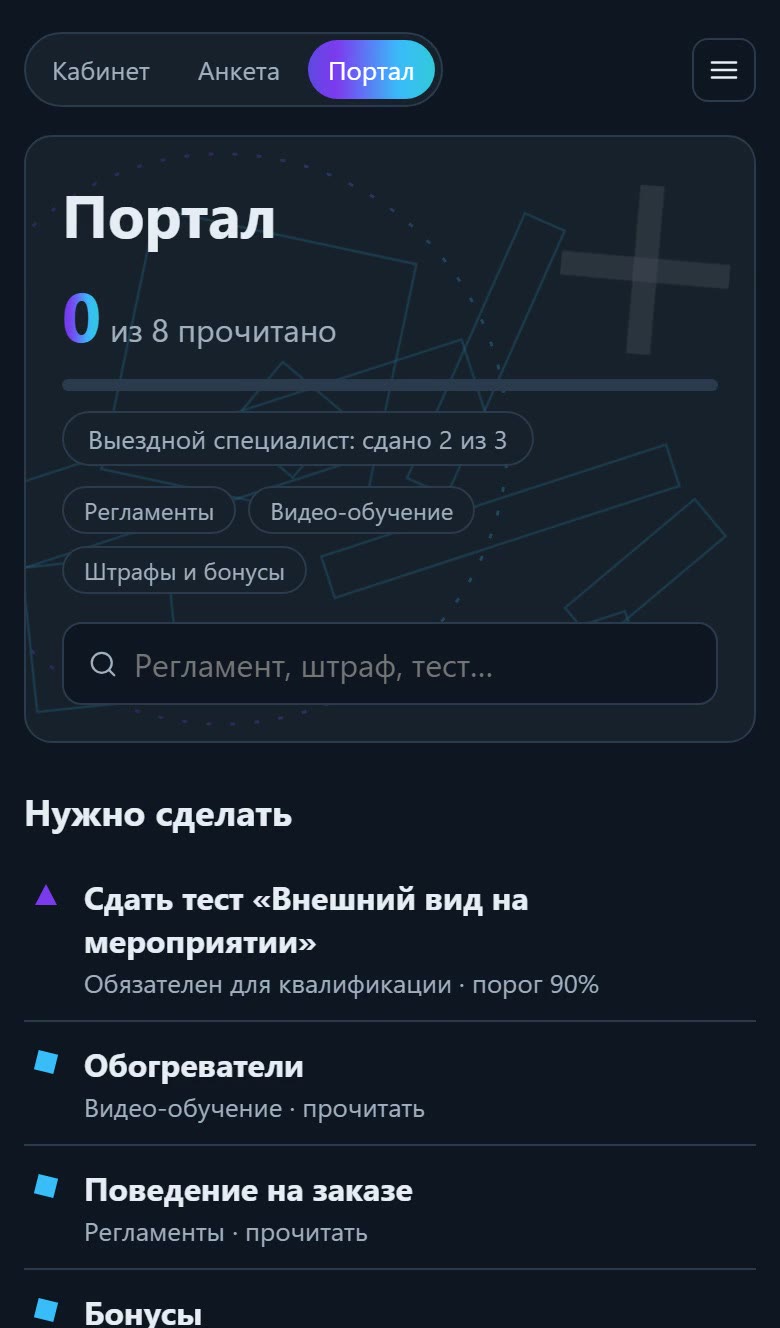 Кабинет Анкета Портал
Портал
0 из 8 прочитано
Выездной специалист: сдано 2 из 3
Регламенты Видео-обучение
Штрафы и бонусы
Регламент, штраф, тест...
Нужно сделать
Сдать тест «Внешний вид на
мероприятии»
Обязателен для квалификации · порог 90%
Обогреватели
Видео-обучение · прочитать
Поведение на заказе
Регламенты · прочитать
Бонусы